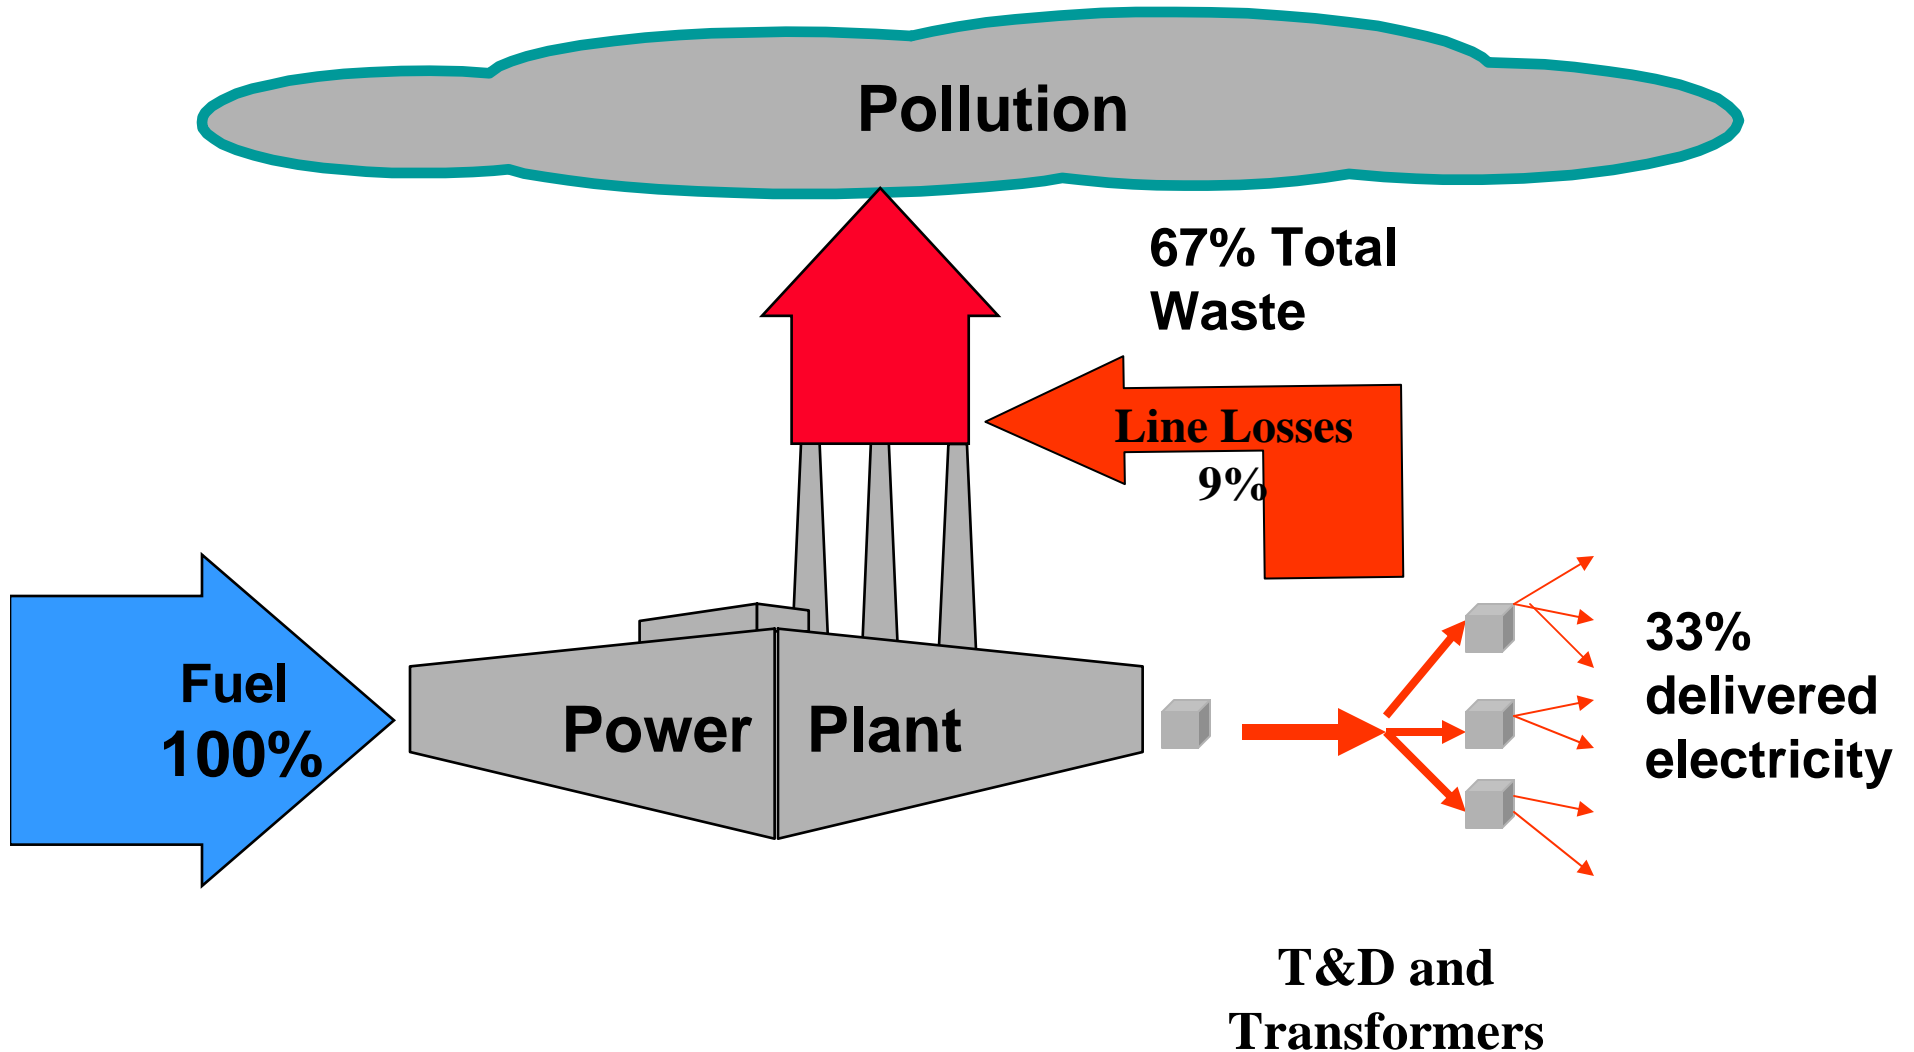 Pollution
67% Total
Waste
Line Losses
9%
Fuel
100%
Power Plant
33%
delivered
electricity
T&D and
Transformers